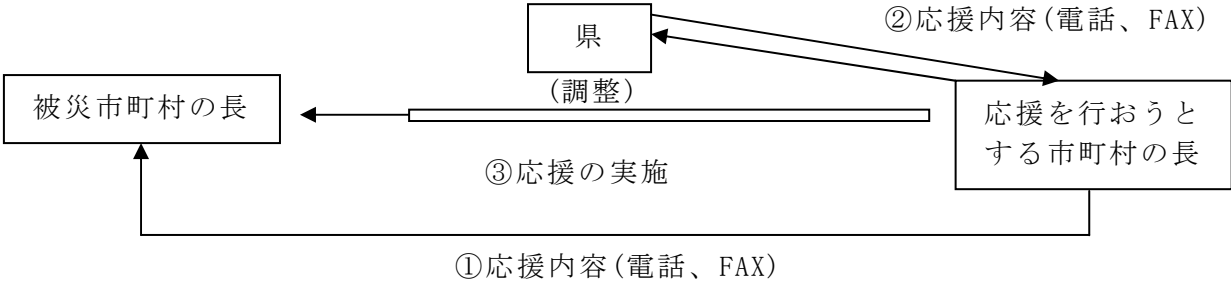 ②応援内容(電話、FAX)
県
(調整)
被災市町村の長
応援を行おうと
する市町村の長
③応援の実施
①応援内容(電話、FAX)